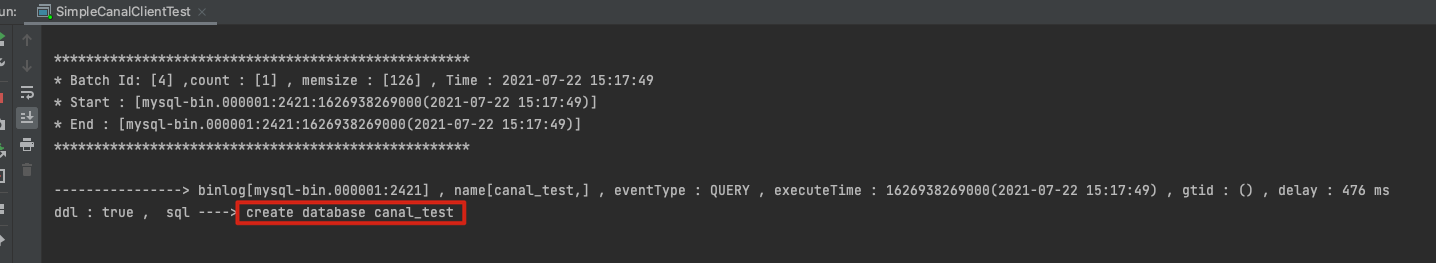 un: SimpleCanalClientTest ×
****************************************************
* Batch Id: [4] ,count : [1] , memsize : [126] , Time : 2021-07-22 15:17:49
* Start : [mysql-bin.000001:2421:1626938269000(2021-07-22 15:17:49)]
* End : [mysql-bin.000001:2421:1626938269000(2021-07-22 15:17:49)]
****************************************************
----------------> binlog[mysql-bin.000001:2421] , name[canal_test,] , eventType : QUERY , executeTime : 1626938269000(2021-07-22 15:17:49) , gtid : () , delay : 476 ms
ddl : true ,  sql ----> create database canal_test